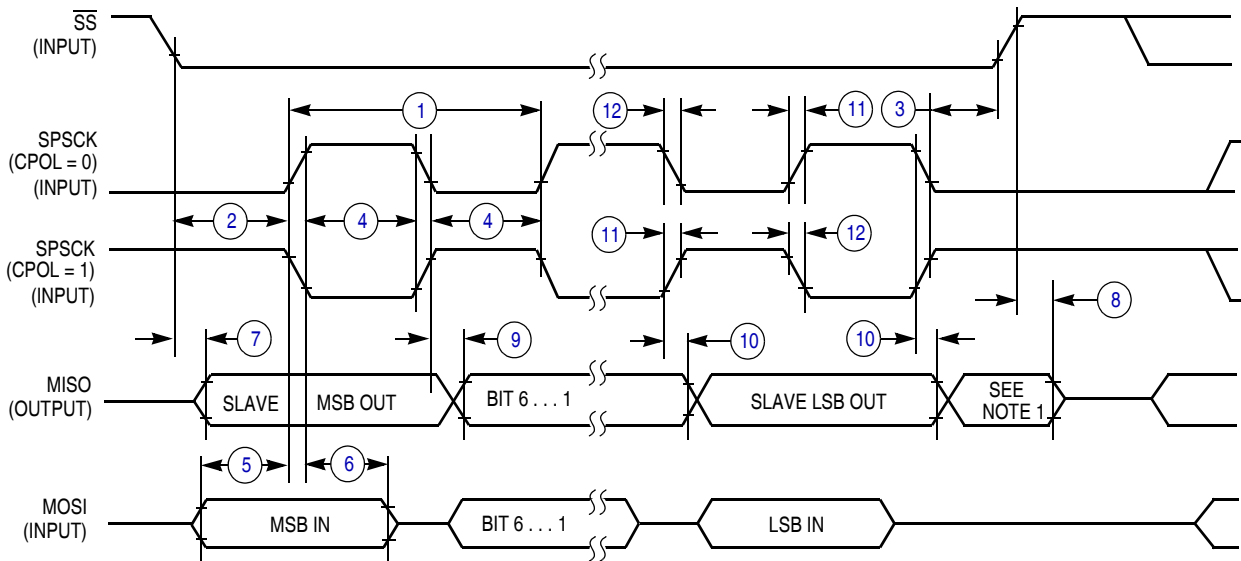 SS
(INPUT)
1
12
11
3
SPSCK
(CPOL = 0)
(INPUT)
2
4
4
11
12
SPSCK
(CPOL = 1)
(INPUT)
8
7
9
10
10
MISO
(OUTPUT)
SLAVE
MSB OUT
BIT 6 . . . 1
SLAVE LSB OUT
SEE
NOTE 1
5
6
MOSI
(INPUT)
MSB IN
BIT 6 . . . 1
LSB IN